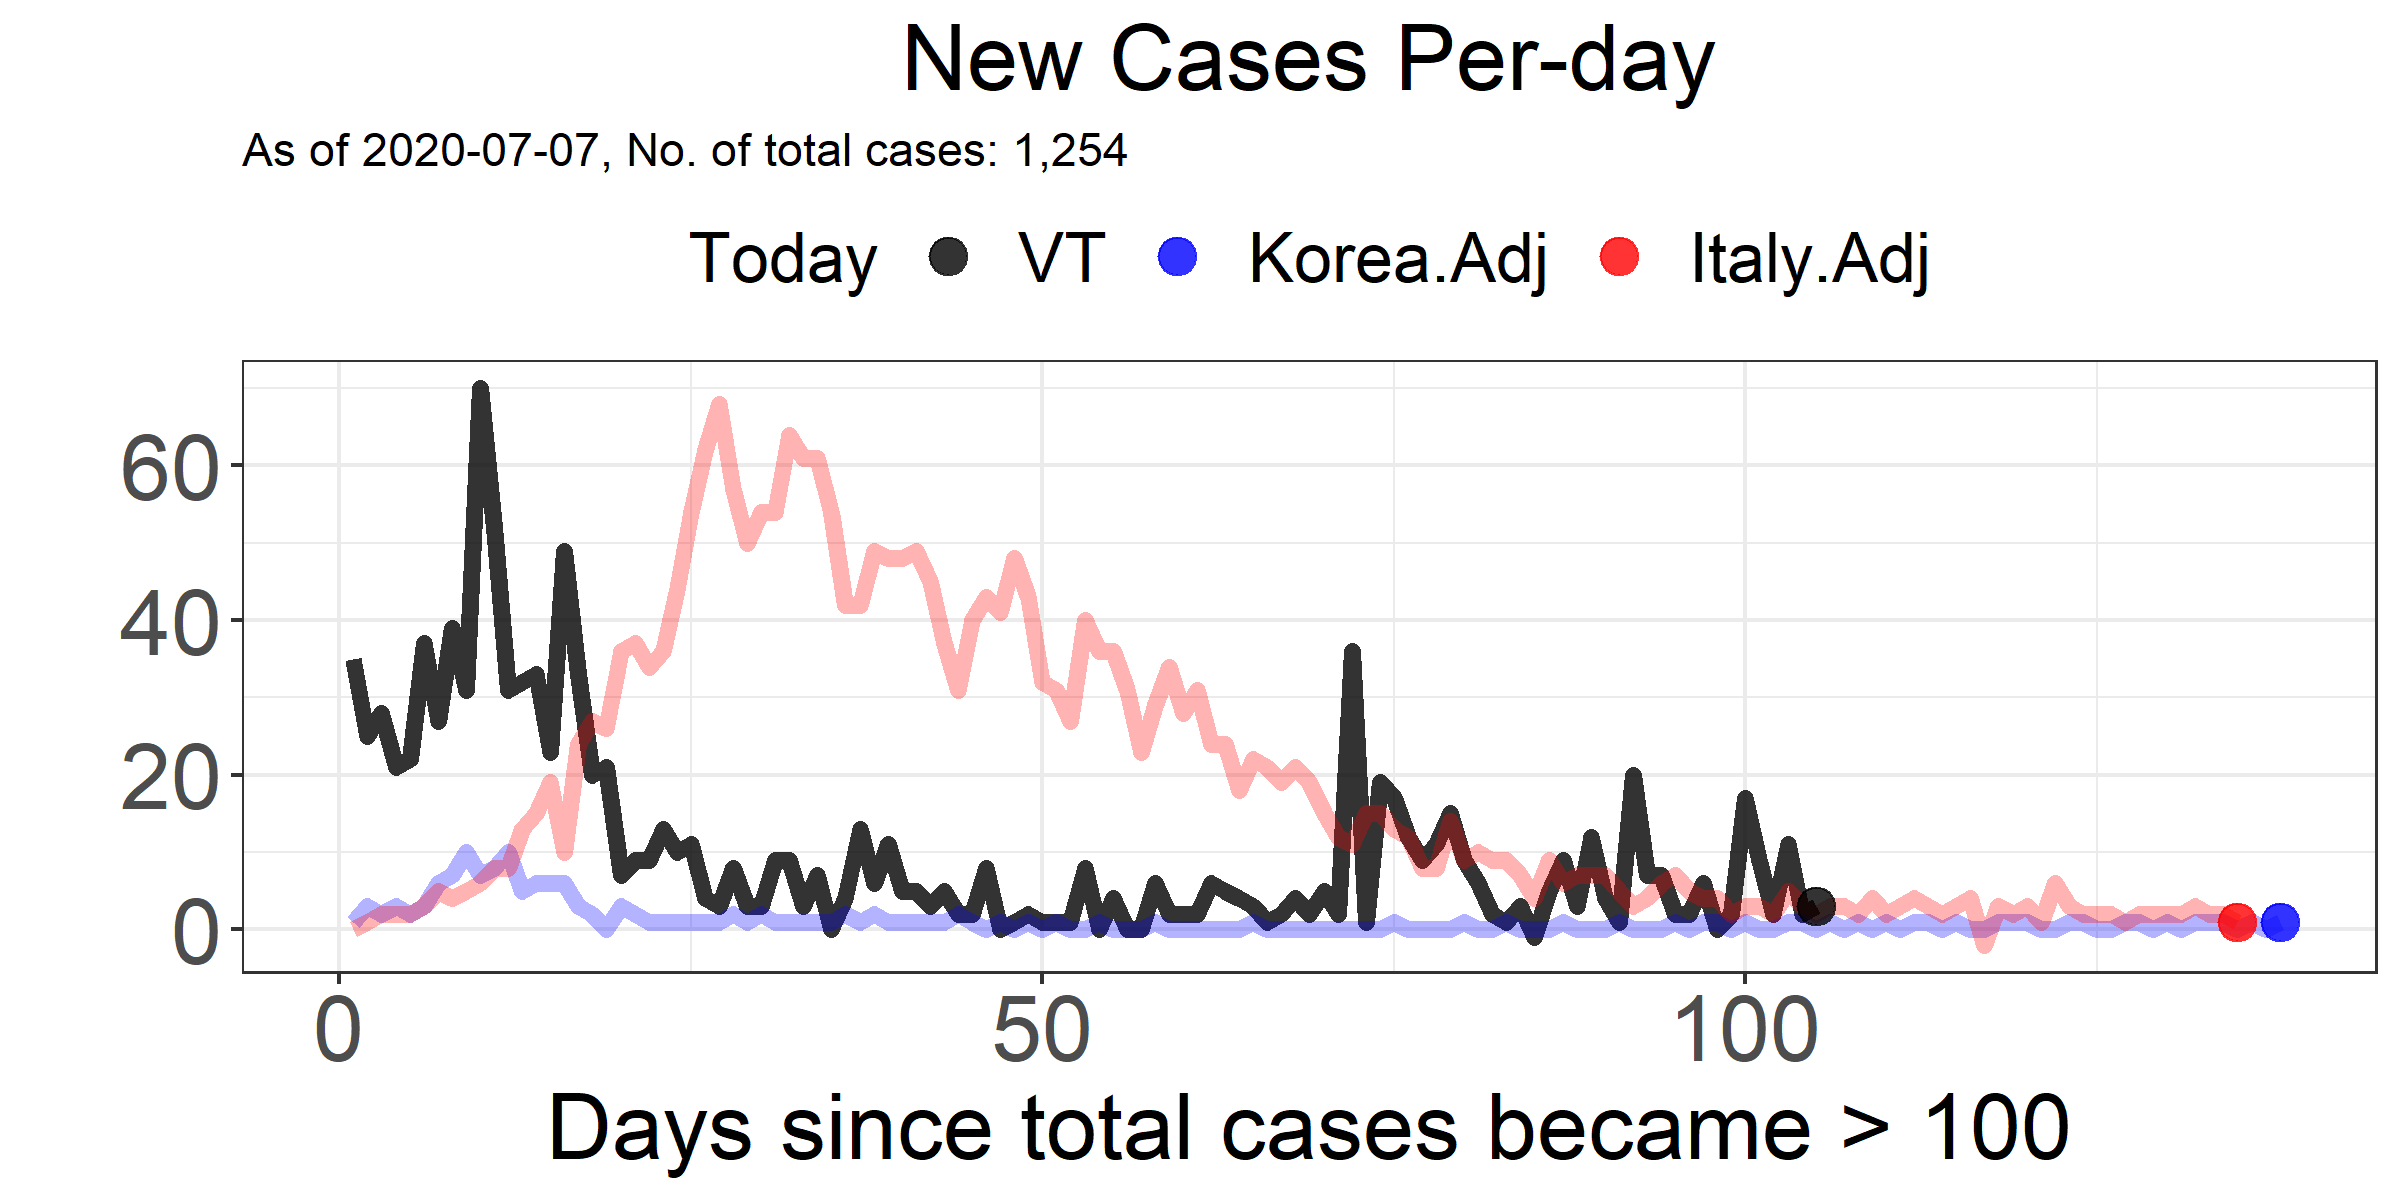 New Cases Per-day
As of 2020-07-07, No. of total cases: 1,254
Today VT Korea.Adj Italy.Adj
60
40
20
0
0 50 100
Days since total cases became > 100